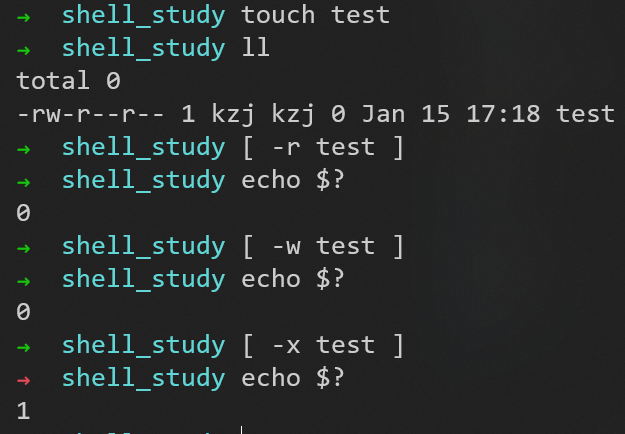 ➜ shell_study touch test
➜ shell_study ll
total 0
-rw-r--r-- 1 kzj kzj 0 Jan 15 17:18 test
➜ shell_study [ -r test ]
➜ shell_study echo $?
0
➜ shell_study [ -w test ]
➜ shell_study echo $?
0
➜ shell_study [ -x test ]
➜ shell_study echo $?
1